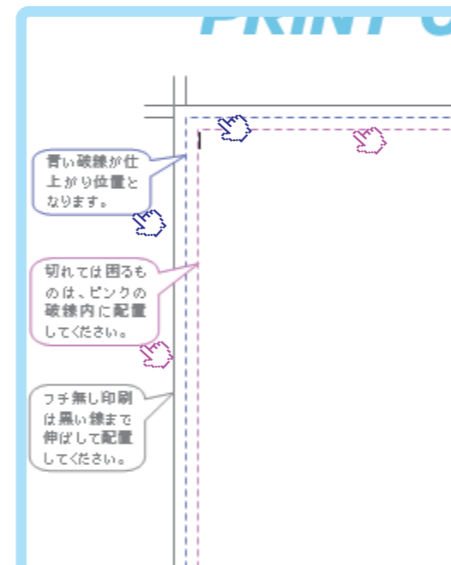 PRINT
青い破線が仕
上がり位置と
なります。
切れては困るも
のは、ピンクの
破線内に配置
してください。
フチ無し印刷
は黒い線まで
伸ばして配置
してください。